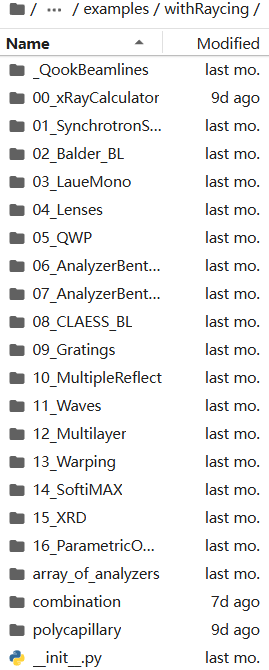 / ··· / examples / withRaycing /
Name Modified
_QookBeamlines last mo.
00_xRayCalculator 9d ago
01_SynchrotronS... last mo.
02_Balder_BL last mo.
03_LaueMono last mo.
04_Lenses last mo.
05_QWP last mo.
06_AnalyzerBent... last mo.
07_AnalyzerBent... last mo.
08_CLAESS_BL last mo.
09_Gratings last mo.
10_MultipleReflect last mo.
11_Waves last mo.
12_Multilayer last mo.
13_Warping last mo.
14_SoftiMAX last mo.
15_XRD last mo.
16_ParametricO... last mo.
array_of_analyzers last mo.
combination 7d ago
polycapillary 9d ago
__init__.py last mo.